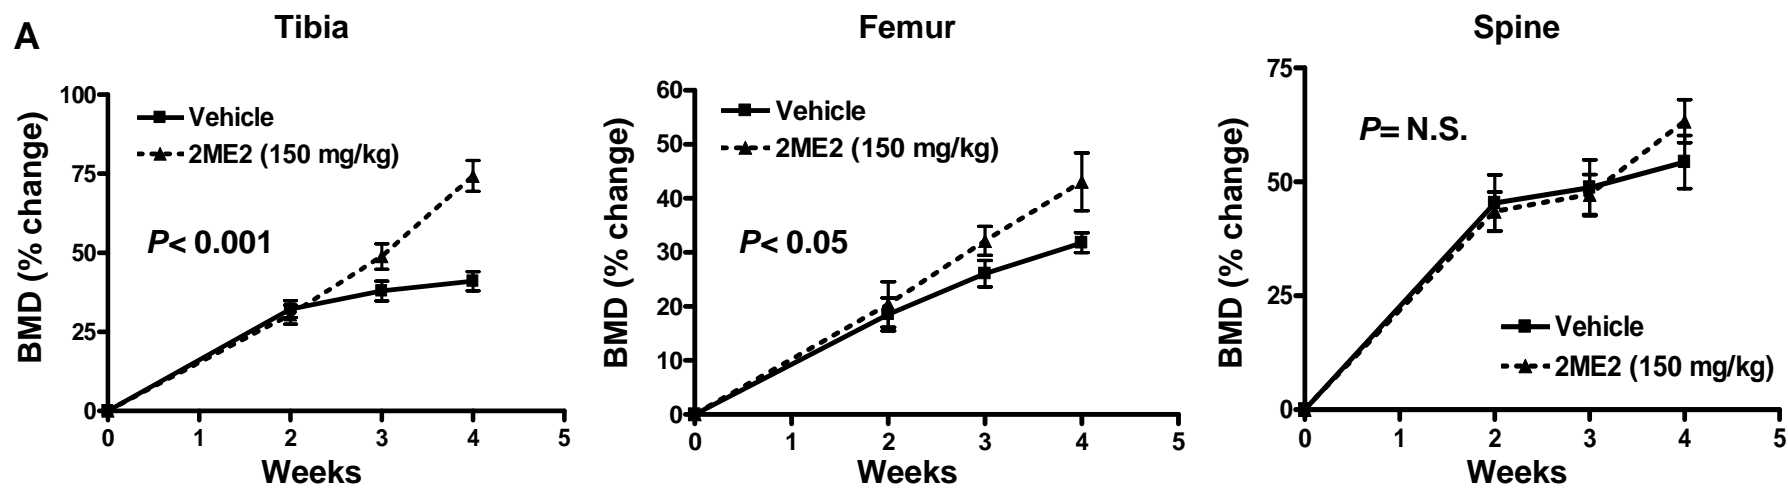 A
Tibia
BMD (% change)
100
75
50
25
0
Vehicle
2ME2 (150 mg/kg)
P< 0.001
0 1 2 3 4 5
Weeks
Femur
BMD (% change)
60
50
40
30
20
10
0
Vehicle
2ME2 (150 mg/kg)
P< 0.05
0 1 2 3 4 5
Weeks
Spine
BMD (% change)
75
50
25
0
P= N.S.
Vehicle
2ME2 (150 mg/kg)
0 1 2 3 4 5
Weeks